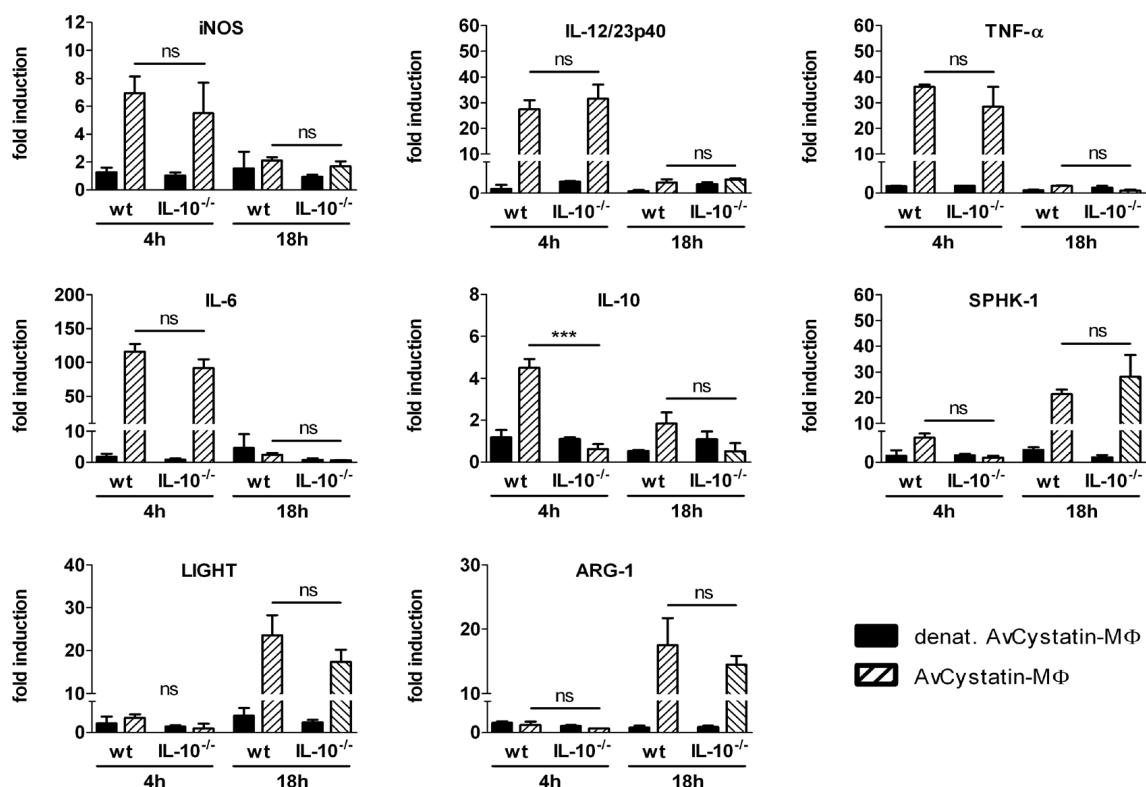 iNOS
fold induction
12
10
8
6
4
2
0
ns
ns
wt IL-10-/- wt IL-10-/-
4h 18h
IL-12/23p40
fold induction
60
50
40
30
20
10
10
0
ns
ns
wt IL-10-/- wt IL-10-/-
4h 18h
TNF-α
fold induction
60
50
40
30
20
10
10
0
ns
ns
wt IL-10-/- wt IL-10-/-
4h 18h
IL-6
fold induction
200
150
100
50
10
0
ns
ns
wt IL-10-/- wt IL-10-/-
4h 18h
IL-10
fold induction
8
6
4
2
2
0
***
ns
wt IL-10-/- wt IL-10-/-
4h 18h
SPHK-1
fold induction
60
50
40
30
20
10
10
0
ns
ns
wt IL-10-/- wt IL-10-/-
4h 18h
LIGHT
fold induction
40
30
20
10
10
0
ns
ns
wt IL-10-/- wt IL-10-/-
4h 18h
ARG-1
fold induction
30
20
10
10
0
ns
ns
wt IL-10-/- wt IL-10-/-
4h 18h
denat. AvCystatin-MΦ
AvCystatin-MΦ